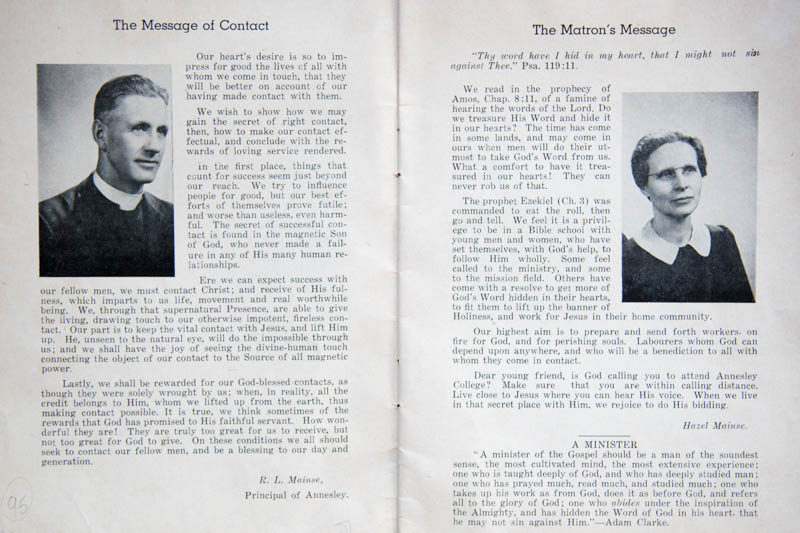 The Message of Contact
Our heart's desire is so to im-
press for good the lives of all with
whom we come in touch, that they
will be better on account of our
having made contact with them.
We wish to show how we may
gain the secret of right contact,
then, how to make our contact ef-
fectual, and conclude with the re-
wards of loving service rendered.
in the first place, things that
count for success seem just beyond
our reach. We try to influence
people for good, but our best ef-
forts of themselves prove futile;
and worse than useless, even harm-
ful. The secret of successful con-
tact is found in the magnetic Son
of God, who never made a fail-
ure in any of His many human re-
lationships.
Ere we can expect success with
our fellow men, we must contact Christ; and receive of His ful-
ness, which imparts to us life, movement and real worthwhile
being. We, through that supernatural Presence, are able to give
the living, drawing touch to our otherwise impotent, fireless con-
tact. Our part is to keep the vital contact with Jesus, and lift Him
up. He, unseen to the natural eye, will do the impossible through
us; and we shall have the joy of seeing the divine-human touch
connecting the object of our contact to the Source of all magnetic
power.
Lastly, we shall be rewarded for our God-blessed contacts, as
though they were solely wrought by us; when, in reality, all the
credit belongs to Him, whom we lifted up from the earth, thus
making contact possible. It is true, we think sometimes of the
rewards that God has promised to His faithful servant. How won-
derful they are! They are truly too great for us to receive, but
not too great for God to give. On these conditions we all should
seek to contact our fellow men, and be a blessing to our day and
generation.
R. L. Mainse,
Principal of Annesley.
The Matron's Message
"Thy word have I hid in my heart, that I might not sin
against Thee." Psa. 119:11.
We read in the prophecy of
Amos, Chap. 8:11, of a famine of
hearing the words of the Lord. Do
we treasure His Word and hide it
in our hearts? The time has come
in some lands, and may come in
ours when men will do their ut-
most to take God's Word from us.
What a comfort to have it trea-
sured in our hearts! They can
never rob us of that.
The prophet Ezekiel (Ch. 3) was
commanded to eat the roll, then
go and tell. We feel it is a privil-
ege to be in a Bible school with
young men and women, who have
set themselves, with God's help, to
follow Him wholly. Some feel
called to the ministry, and some
to the mission field. Others have
come with a resolve to get more of
God's Word hidden in their hearts,
to fit them to lift up the banner of
Holiness, and work for Jesus in their home community.
Our highest aim is to prepare and send forth workers. on
fire for God, and for perishing souls. Labourers whom God can
depend upon anywhere, and who will be a benediction to all with
whom they come in contact.
Dear young friend, is God calling you to attend Annesley
College? Make sure that you are within calling distance.
Live close to Jesus where you can hear His voice. When we live
in that secret place with Him, we rejoice to do His bidding.
Hazel Mainse.
A MINISTER
"A minister of the Gospel should be a man of the soundest
sense, the most cultivated mind, the most extensive experience;
one who is taught deeply of God, and who has deeply studied man;
one who has prayed much, read much, and studied much; one who
takes up his work as from God, does it as before God, and refers
all to the glory of God; one who abides under the inspiration of
the Almighty, and has hidden the Word of God in his heart, that
he may not sin against Him."—Adam Clarke.